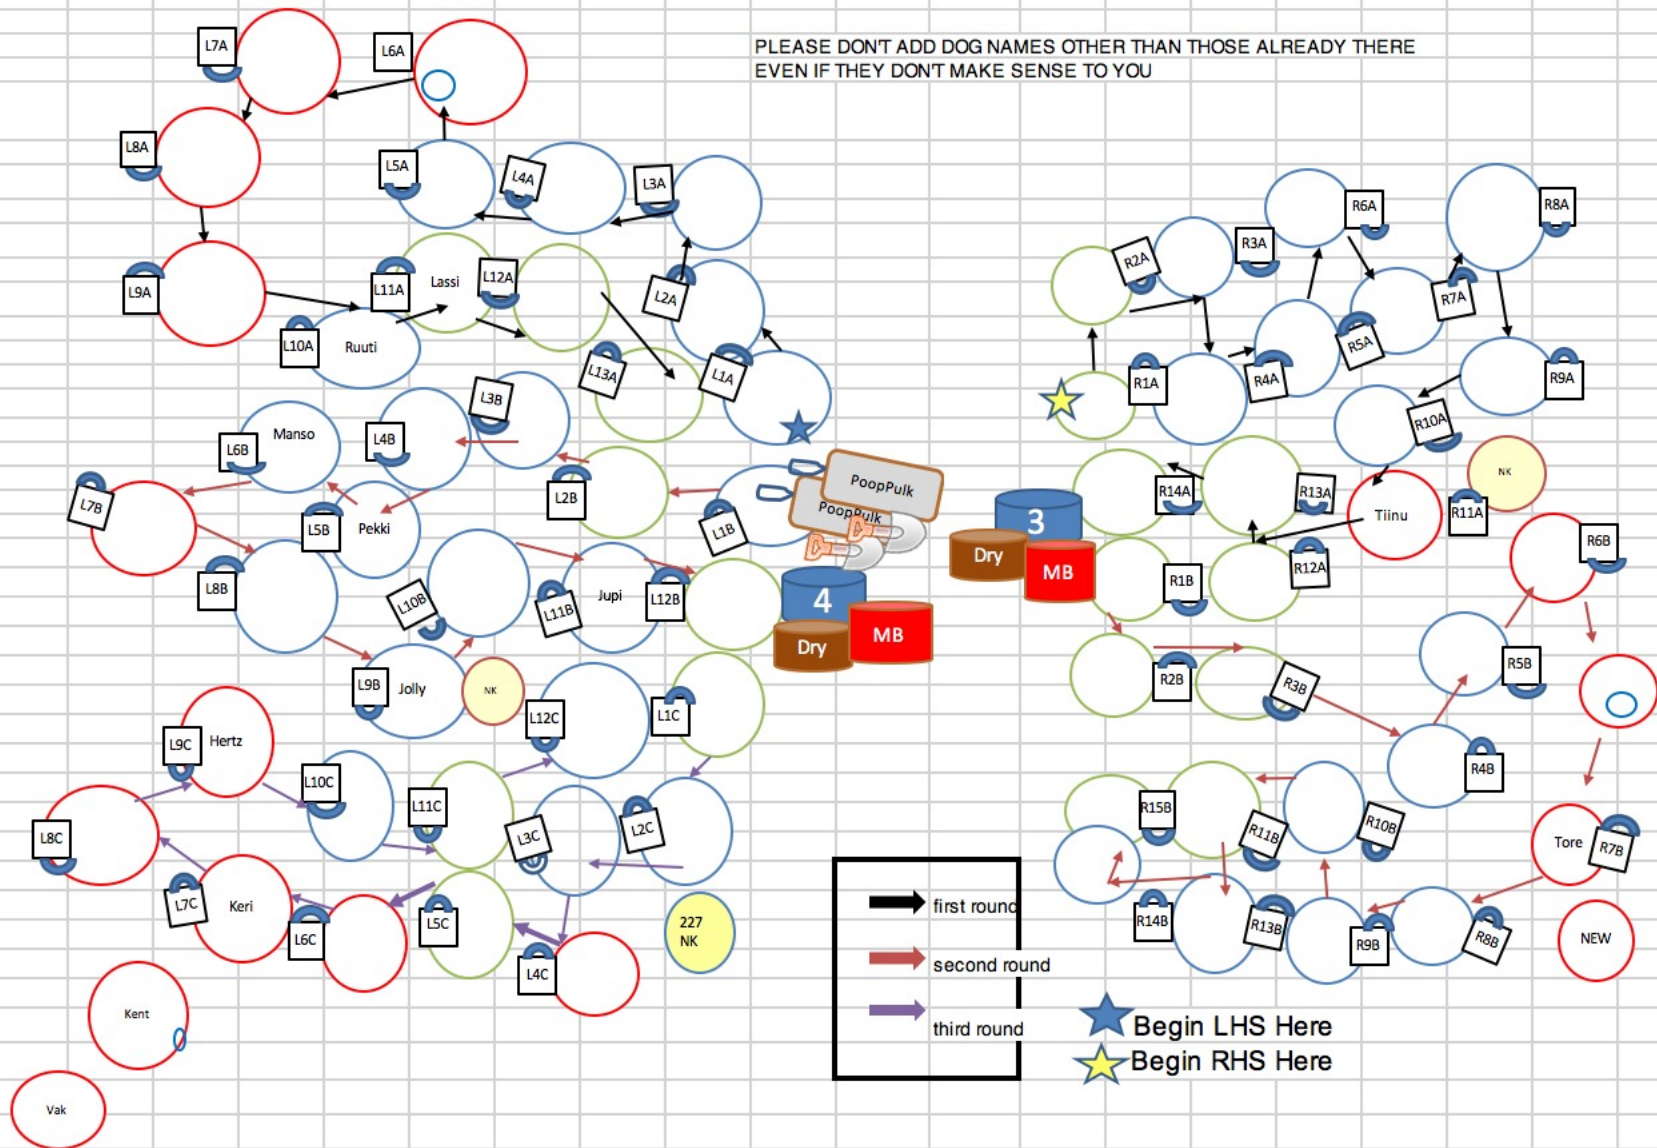 PLEASE DON'T ADD DOG NAMES OTHER THAN THOSE ALREADY THERE
EVEN IF THEY DON'T MAKE SENSE TO YOU
L7A
L6A
L8A
L5A
L4A
L3A
L9A
L11A
Lassi
L12A
L2A
L10A
Ruuti
L13A
L1A
L3B
Manso
L6B
L4B
L7B
L5B
Pekki
L2B
L1B
PoopPulk
PoopPulk
L8B
L10B
L11B
Jupi
L12B
4
Dry
MB
L9B
Jolly
NK
L12C
L1C
L9C
Hertz
L10C
L11C
L3C
L2C
L8C
L7C
Keri
L6C
L5C
L4C
227
NK
Kent
Vak
R2A
R3A
R6A
R8A
R7A
R5A
R1A
R4A
R9A
R10A
NK
R14A
R13A
Tiinu
R11A
3
Dry
MB
R1B
R12A
R6B
R2B
R3B
R5B
R4B
R15B
R11B
R10B
Tore
R7B
R14B
R13B
R9B
R8B
NEW
first round
second round
third round
Begin LHS Here
Begin RHS Here